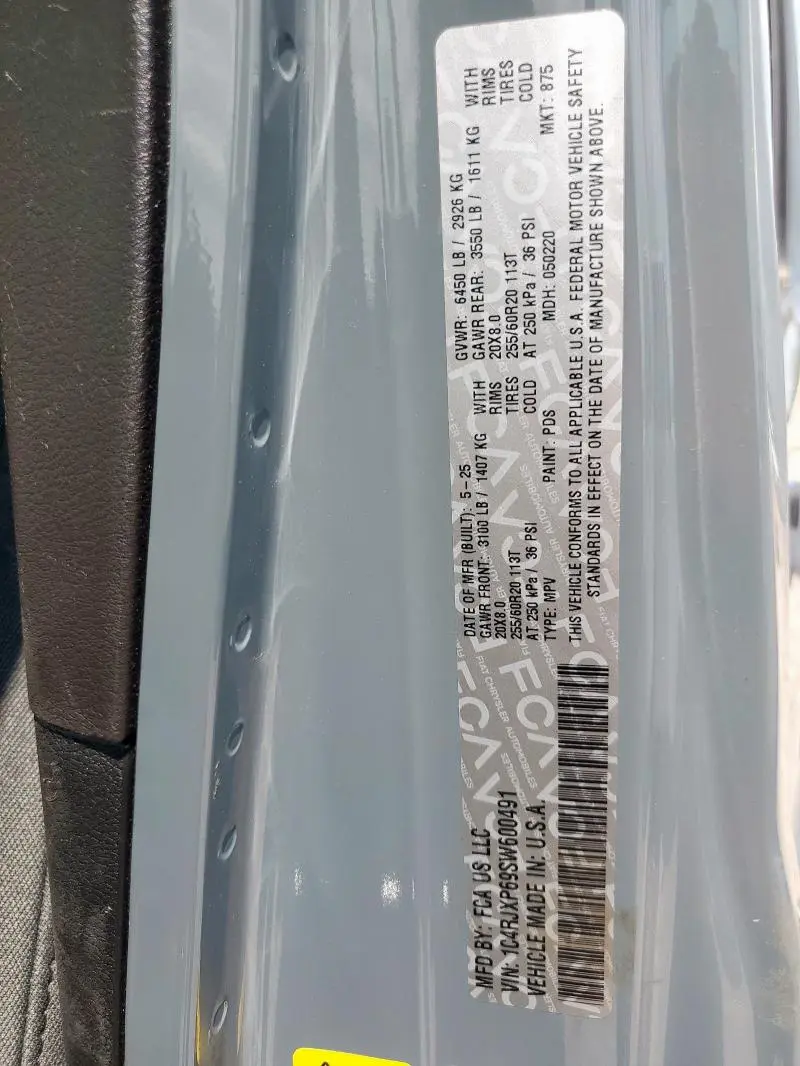 MFD BY: FCA US LLC
VIN: 1C4RJXP69SW600491
VEHICLE MADE IN: U.S.A.
DATE OF MFR (BUILT): 5-25
GAWR FRONT: 3100 LB / 1407 KG WITH
20X8.0 RIMS
255/60R20 113T TIRES
AT 250 kPa / 36 PSI COLD
TYPE: MPV PAINT: PDS MDH: 050220 MKT: 875
GVWR: 6450 LB / 2926 KG
GAWR REAR: 3550 LB / 1611 KG WITH
20X8.0 RIMS
255/60R20 113T TIRES
AT 250 kPa / 36 PSI COLD
THIS VEHICLE CONFORMS TO ALL APPLICABLE U.S.A. FEDERAL MOTOR VEHICLE SAFETY
STANDARDS IN EFFECT ON THE DATE OF MANUFACTURE SHOWN ABOVE.